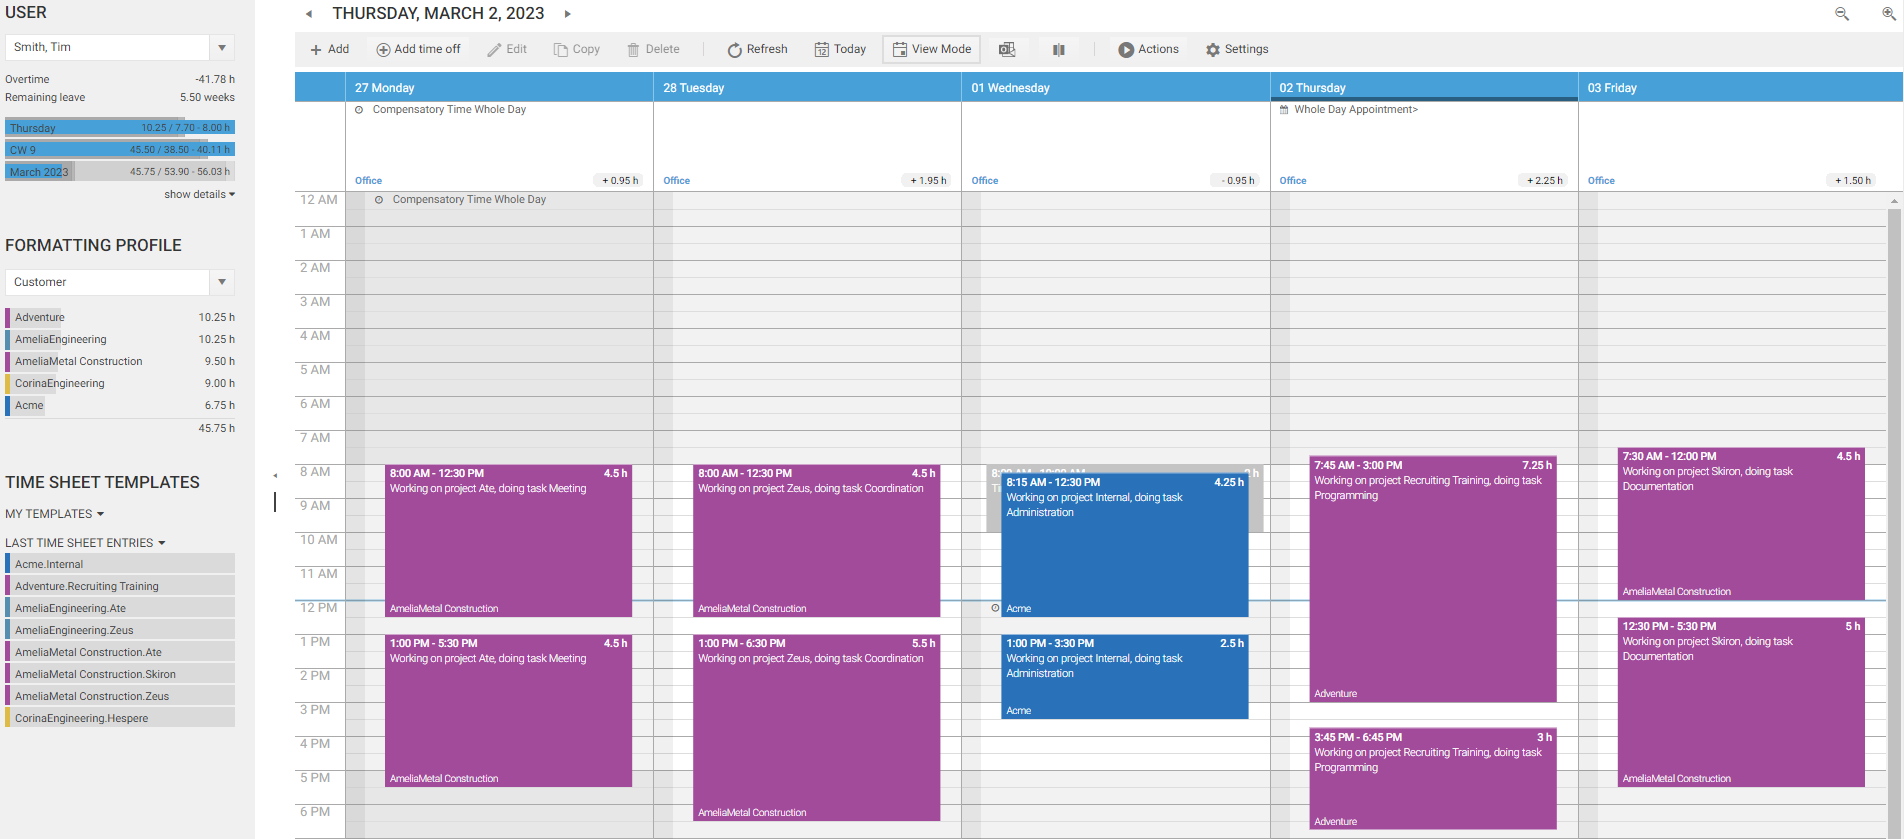 USER
Smith, Tim
Overtime -41.78 h
Remaining leave 5.50 weeks
Thursday 10.25 / 7.70 - 8.00 h
CW 9 45.50 / 38.50 - 40.11 h
March 2023 45.75 / 53.90 - 56.03 h
show details
FORMATTING PROFILE
Customer
Adventure 10.25 h
AmeliaEngineering 10.25 h
AmeliaMetal Construction 9.50 h
CorinaEngineering 9.00 h
Acme 6.75 h
45.75 h
TIME SHEET TEMPLATES
MY TEMPLATES
LAST TIME SHEET ENTRIES
Acme.Internal
Adventure.Recruiting Training
AmeliaEngineering.Ate
AmeliaEngineering.Zeus
AmeliaMetal Construction.Ate
AmeliaMetal Construction.Skiron
AmeliaMetal Construction.Zeus
CorinaEngineering.Hespere
THURSDAY, MARCH 2, 2023
Add Add time off Edit Copy Delete Refresh 12 Today View Mode Actions Settings
27 Monday 28 Tuesday 01 Wednesday 02 Thursday 03 Friday
Compensatory Time Whole Day Whole Day Appointment>
Office + 0.95 h Office + 1.95 h Office - 0.95 h Office + 2.25 h Office + 1.50 h
12 AM
1 AM
2 AM
3 AM
4 AM
5 AM
6 AM
7 AM
8 AM
9 AM
10 AM
11 AM
12 PM
1 PM
2 PM
3 PM
4 PM
5 PM
6 PM
Compensatory Time Whole Day
8:00 AM - 12:30 PM 4.5 h
Working on project Ate, doing task Meeting
AmeliaMetal Construction
1:00 PM - 5:30 PM 4.5 h
Working on project Ate, doing task Meeting
AmeliaMetal Construction
8:00 AM - 12:30 PM 4.5 h
Working on project Zeus, doing task Coordination
AmeliaMetal Construction
1:00 PM - 6:30 PM 5.5 h
Working on project Zeus, doing task Coordination
AmeliaMetal Construction
8:15 AM - 12:30 PM 4.25 h
Working on project Internal, doing task
Administration
Acme
1:00 PM - 3:30 PM 2.5 h
Working on project Internal, doing task
Administration
Acme
7:45 AM - 3:00 PM 7.25 h
Working on project Recruiting Training, doing task
Programming
Adventure
3:45 PM - 6:45 PM 3 h
Working on project Recruiting Training, doing task
Programming
Adventure
7:30 AM - 12:00 PM 4.5 h
Working on project Skiron, doing task
Documentation
AmeliaMetal Construction
12:30 PM - 5:30 PM 5 h
Working on project Skiron, doing task
Documentation
AmeliaMetal Construction